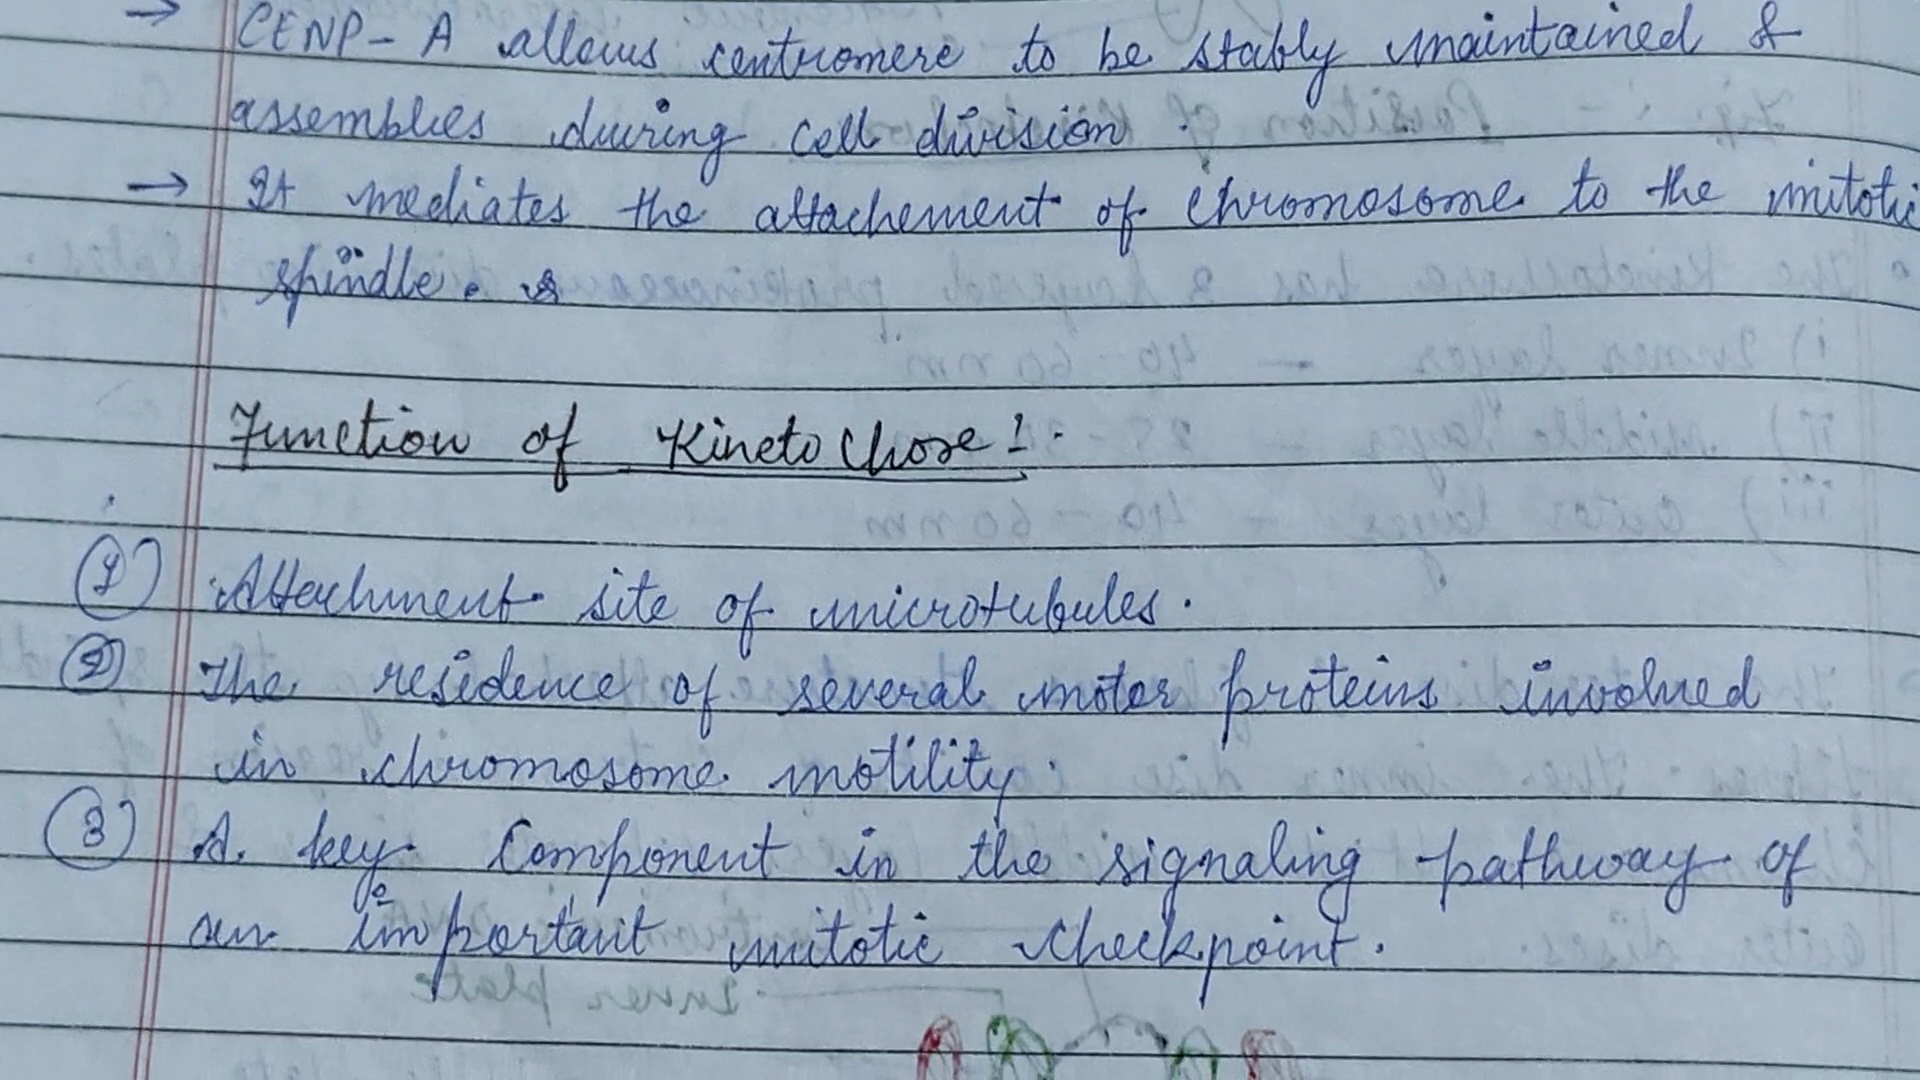 → CENP-A allows centromere to be stably maintained &
assembles during cell division.
→ It mediates the attachement of chromosome to the mitotic
spindle.
Function of Kinetochore :-
① Attachment site of microtubules.
② The residence of several motor proteins involved
in chromosome motility.
③ A key component in the signaling pathway of
an important mitotic checkpoint.
Inner plate